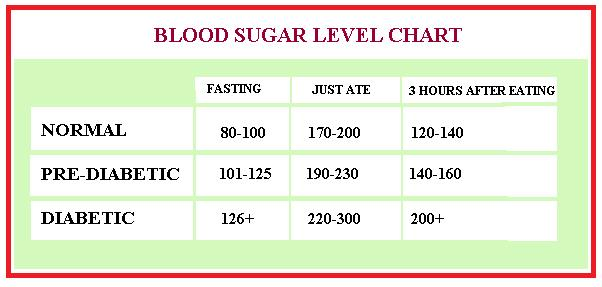 BLOOD SUGAR LEVEL CHART
FASTING JUST ATE 3 HOURS AFTER EATING
NORMAL 80-100 170-200 120-140
PRE-DIABETIC 101-125 190-230 140-160
DIABETIC 126+ 220-300 200+